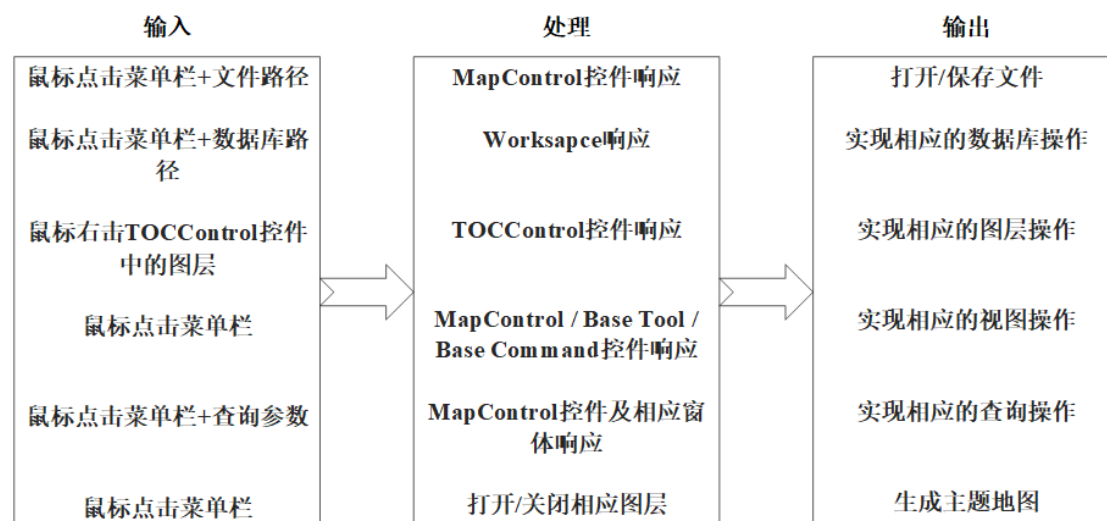 输入
鼠标点击菜单栏+文件路径
鼠标点击菜单栏+数据库路
径
鼠标右击TOCControl控件
中的图层
鼠标点击菜单栏
鼠标点击菜单栏+查询参数
鼠标点击菜单栏
处理
MapControl控件响应
Worksapce响应
TOCControl控件响应
MapControl / Base Tool /
Base Command控件响应
MapControl控件及相应窗
体响应
打开/关闭相应图层
输出
打开/保存文件
实现相应的数据库操作
实现相应的图层操作
实现相应的视图操作
实现相应的查询操作
生成主题地图